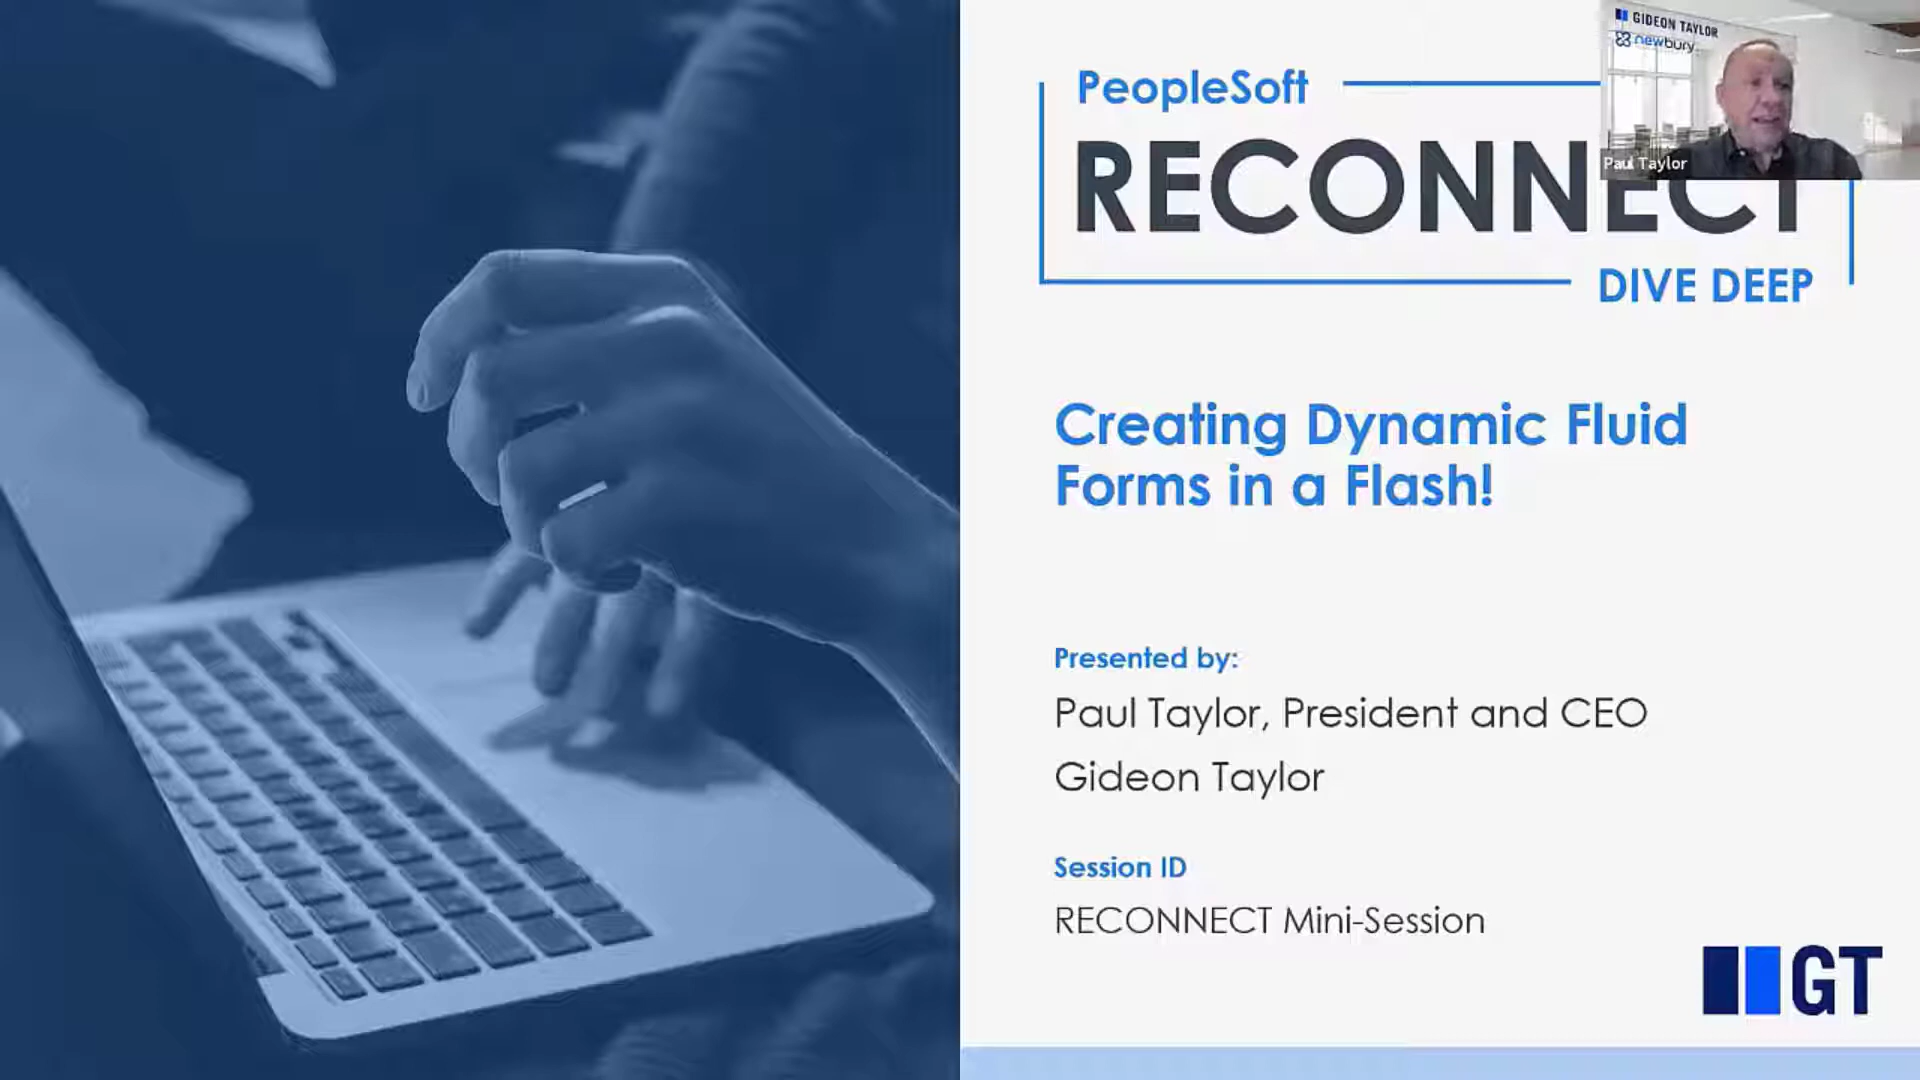 GIDEON TAYLOR
newbury
Paul Taylor
PeopleSoft
RECONNECT
DIVE DEEP
Creating Dynamic Fluid
Forms in a Flash!
Presented by:
Paul Taylor, President and CEO
Gideon Taylor
Session ID
RECONNECT Mini-Session
GT